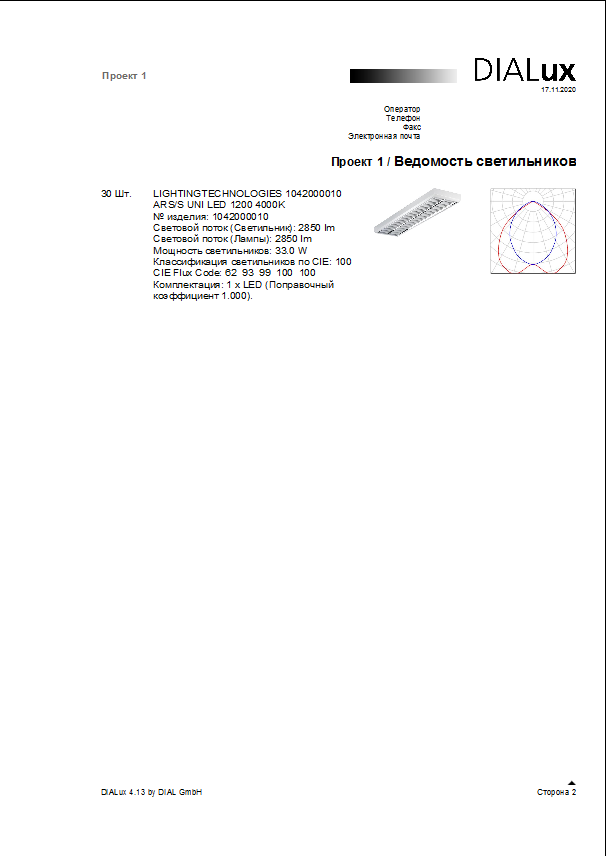 Проект 1
DIALux
17.11.2020
Оператор
Телефон
Факс
Электронная почта
Проект 1 / Ведомость светильников
30 Шт.
LIGHTINGTECHNOLOGIES 1042000010
ARS/S UNI LED 1200 4000K
№ изделия: 1042000010
Световой поток (Светильник): 2850 lm
Световой поток (Лампы): 2850 lm
Мощность светильников: 33.0 W
Классификация светильников по CIE: 100
CIE Flux Code: 62 93 99 100 100
Комплектация: 1 x LED (Поправочный
коэффициент 1.000).
DIALux 4.13 by DIAL GmbH
Сторона 2